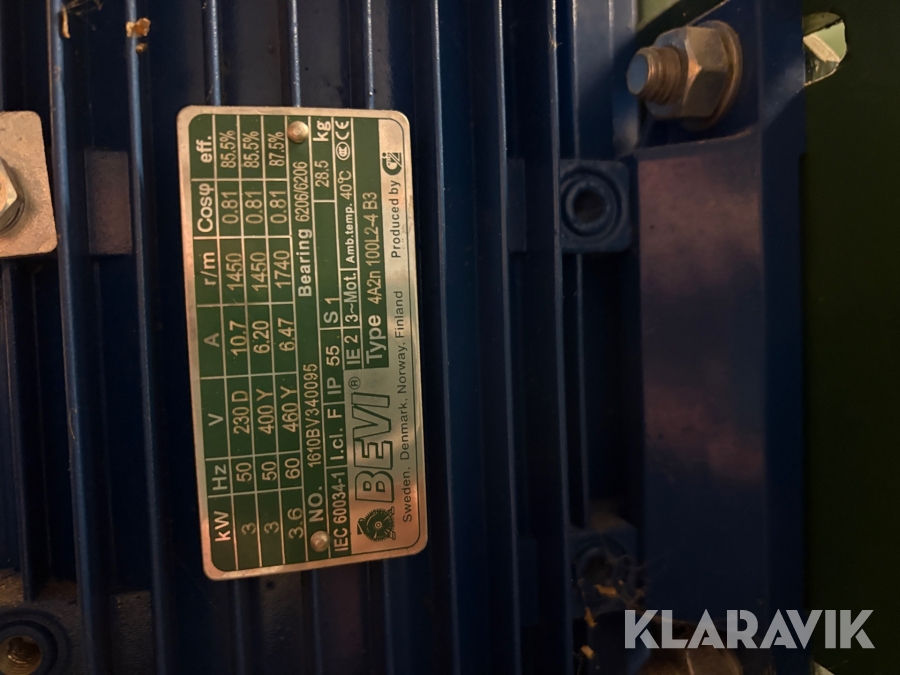 kW Hz V A r/m Cosφ eff.
3 50 230 D 10.7 1450 0.81 85.5%
3 50 400 Y 6.20 1450 0.81 85.5%
3.6 60 460 Y 6.47 1740 0.81 87.5%
NO. 1610BV340095 Bearing 6206/6206
IEC 60034-1 I.cl. F IP 55 S 1 28.5 kg
BEVI® IE 2 3~Mot. Amb.temp. 40℃ CCC CE
Type 4A2n 100L2-4 B3
Sweden, Denmark, Norway, Finland Produced by
KLARAVIK